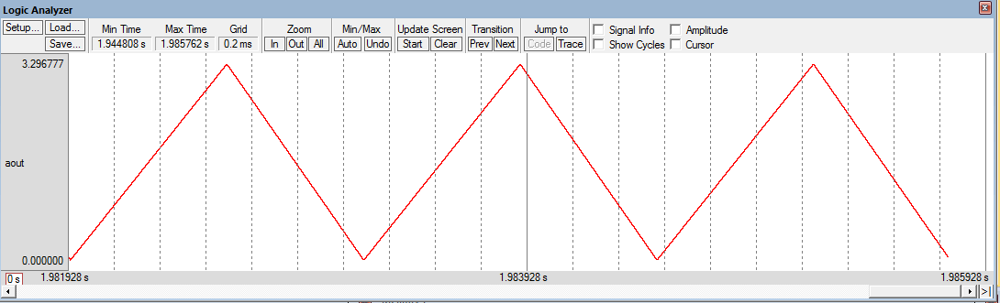 Logic Analyzer
Setup... Load... Min Time Max Time Grid Zoom Min/Max Update Screen Transition Jump to Signal Info Amplitude
Save... 1.944808 s 1.985762 s 0.2 ms In Out All Auto Undo Start Clear Prev Next Code Trace Show Cycles Cursor
3.296777
aout
0.000000
0 s 1.981928 s 1.983928 s 1.985928 s